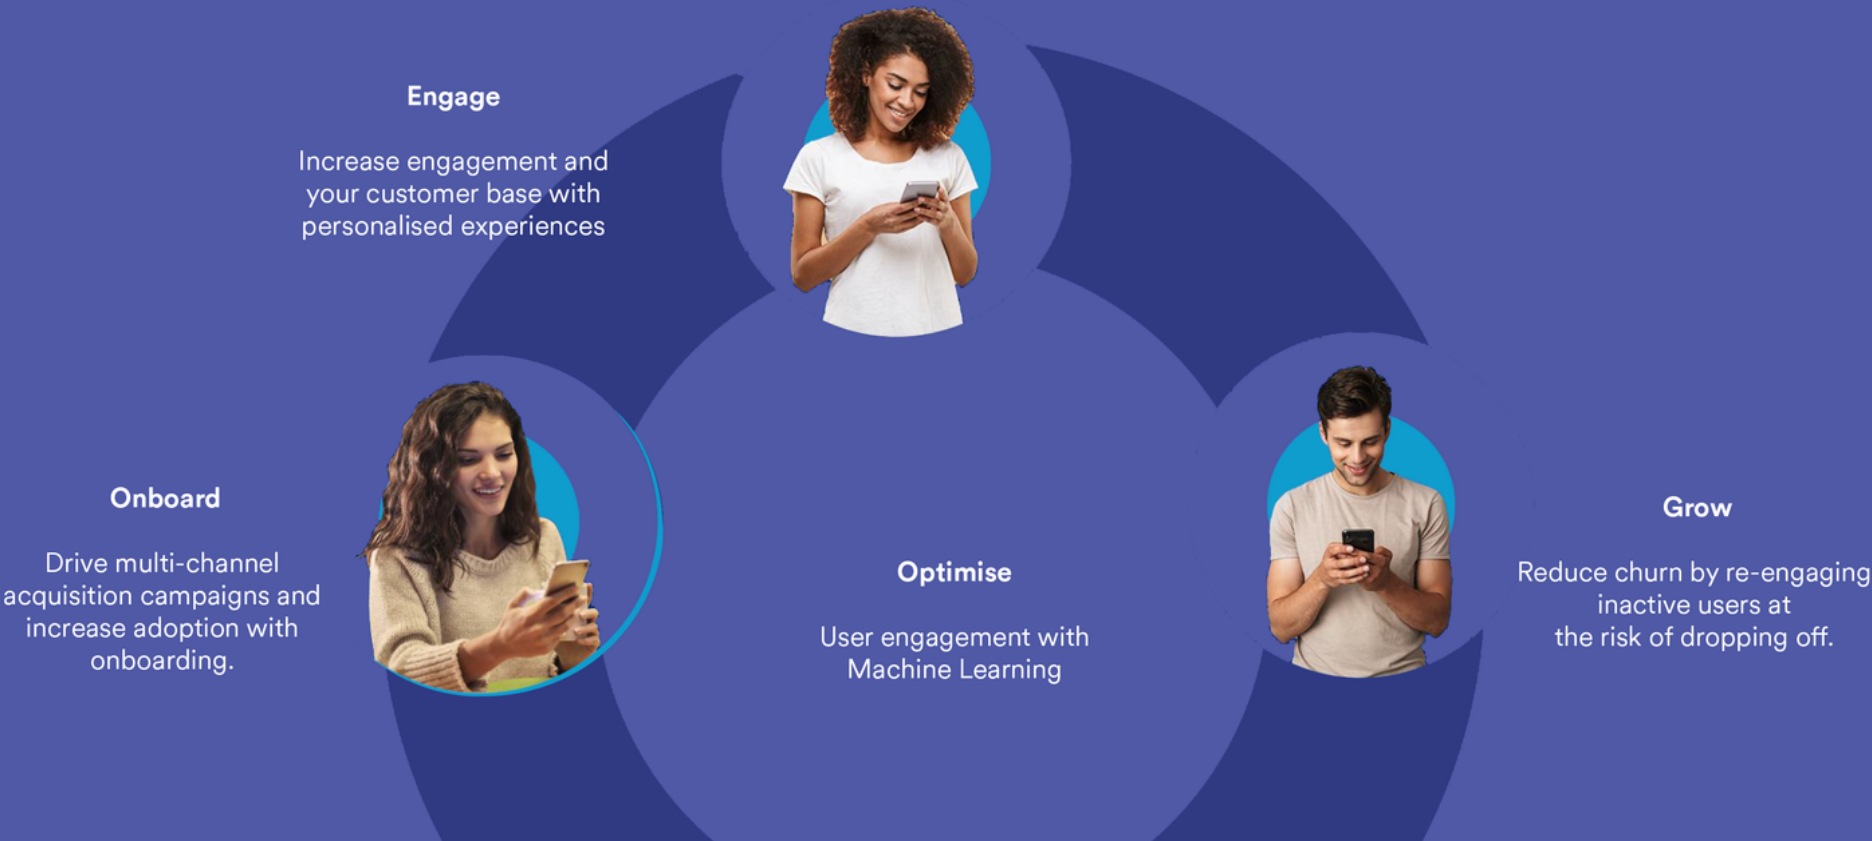 Engage
Increase engagement and
your customer base with
personalised experiences
Onboard
Drive multi-channel
acquisition campaigns and
increase adoption with
onboarding.
Optimise
User engagement with
Machine Learning
Grow
Reduce churn by re-engaging
inactive users at
the risk of dropping off.